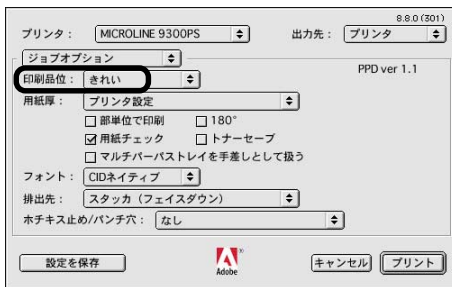 8.8.0 (301)
プリンタ： MICROLINE 9300PS 出力先： プリンタ
ジョブオプション
PPD ver 1.1
印刷品位： きれい
用紙厚： プリンタ設定
部単位で印刷 180°
用紙チェック トナーセーブ
マルチパーパストレイを手差しとして扱う
フォント： CIDネイティブ
排出先： スタッカ（フェイスダウン）
ホチキス止め/パンチ穴： なし
設定を保存 Adobe キャンセル プリント